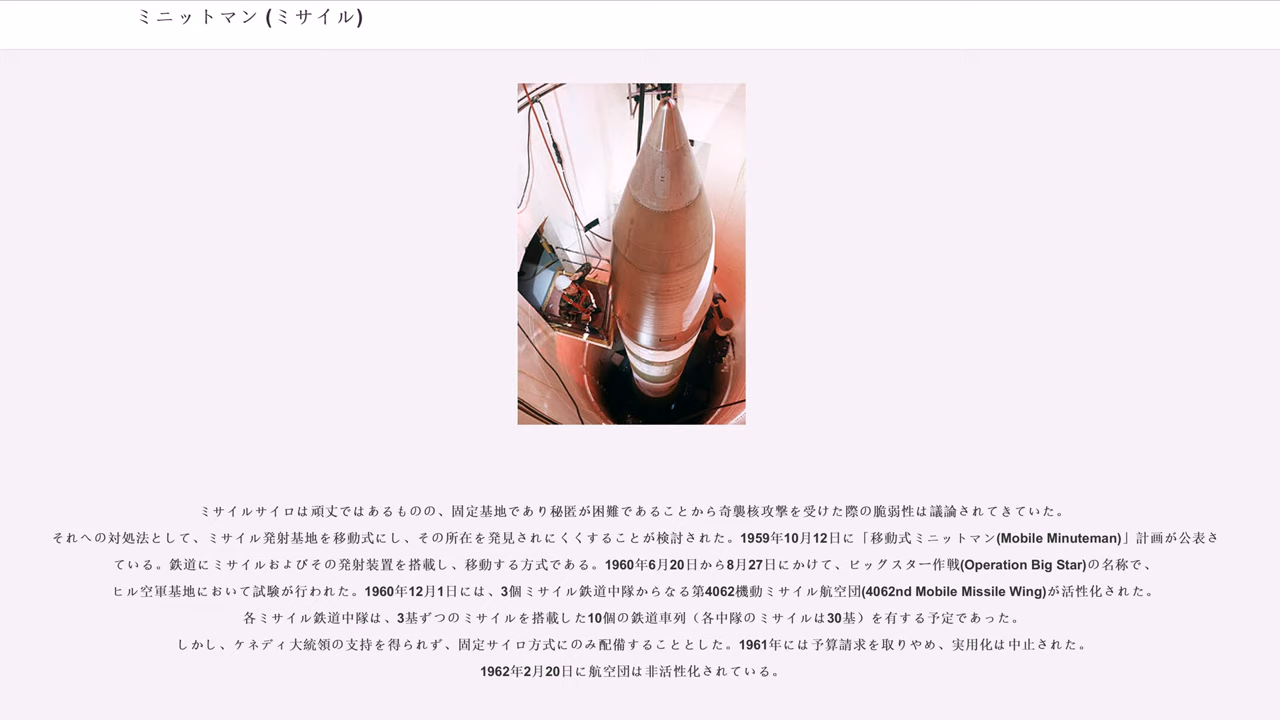 ミニットマン (ミサイル)
ミサイルサイロは頑丈ではあるものの、固定基地であり秘匿が困難であることから奇襲核攻撃を受けた際の脆弱性は議論されてきていた。
それへの対処法として、ミサイル発射基地を移動式にし、その所在を発見されにくくすることが検討された。1959年10月12日に「移動式ミニットマン(Mobile Minuteman)」計画が公表さ
ている。鉄道にミサイルおよびその発射装置を搭載し、移動する方式である。1960年6月20日から8月27日にかけて、ビッグスター作戦(Operation Big Star)の名称で、
ヒル空軍基地において試験が行われた。1960年12月1日には、3個ミサイル鉄道中隊からなる第4062機動ミサイル航空団(4062nd Mobile Missile Wing)が活性化された。
各ミサイル鉄道中隊は、3基ずつのミサイルを搭載した10個の鉄道車列（各中隊のミサイルは30基）を有する予定であった。
しかし、ケネディ大統領の支持を得られず、固定サイロ方式にのみ配備することとした。1961年には予算請求を取りやめ、実用化は中止された。
1962年2月20日に航空団は非活性化されている。